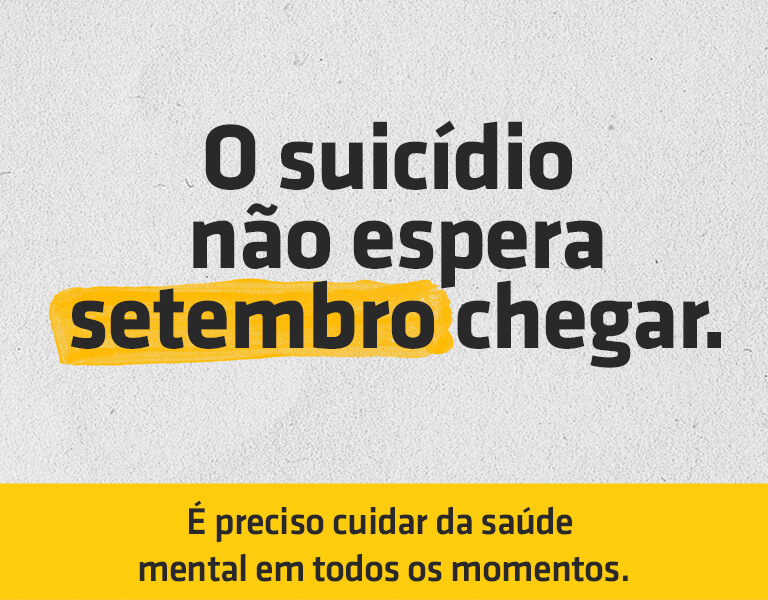 O suicídio
não espera
setembro chegar.
É preciso cuidar da saúde
mental em todos os momentos.